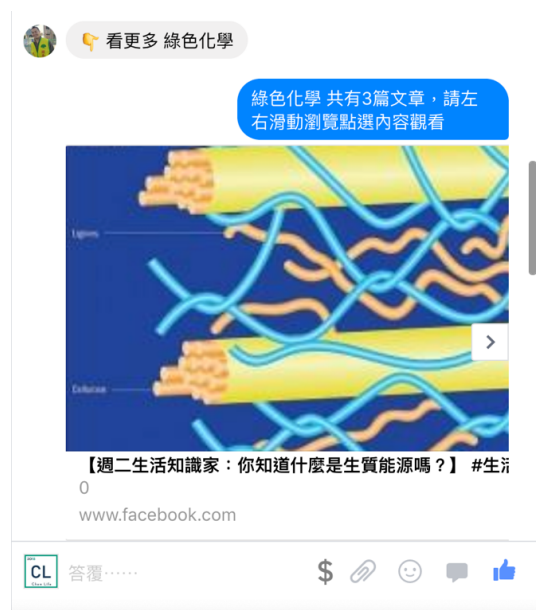 👉 看更多 綠色化學
綠色化學 共有3篇文章，請左
右滑動瀏覽點選內容觀看
Lignin
Cellulose
【週二生活知識家：你知道什麼是生質能源嗎？】 #生活
0
www.facebook.com
CL
Chem Life
答覆⋯⋯
$